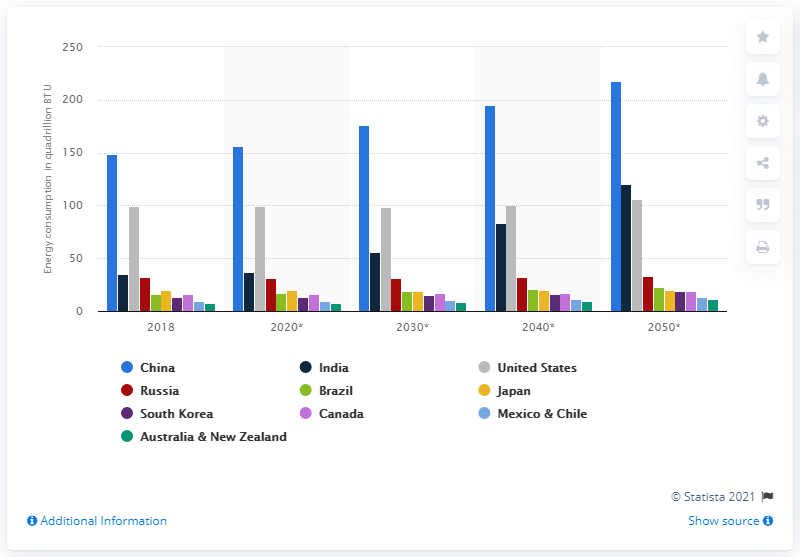 250
200
150
100
50
0
Energy consumption in quadrillion BTU
2018 2020* 2030* 2040* 2050*
China India United States
Russia Brazil Japan
South Korea Canada Mexico & Chile
Australia & New Zealand
© Statista 2021
Additional Information Show source